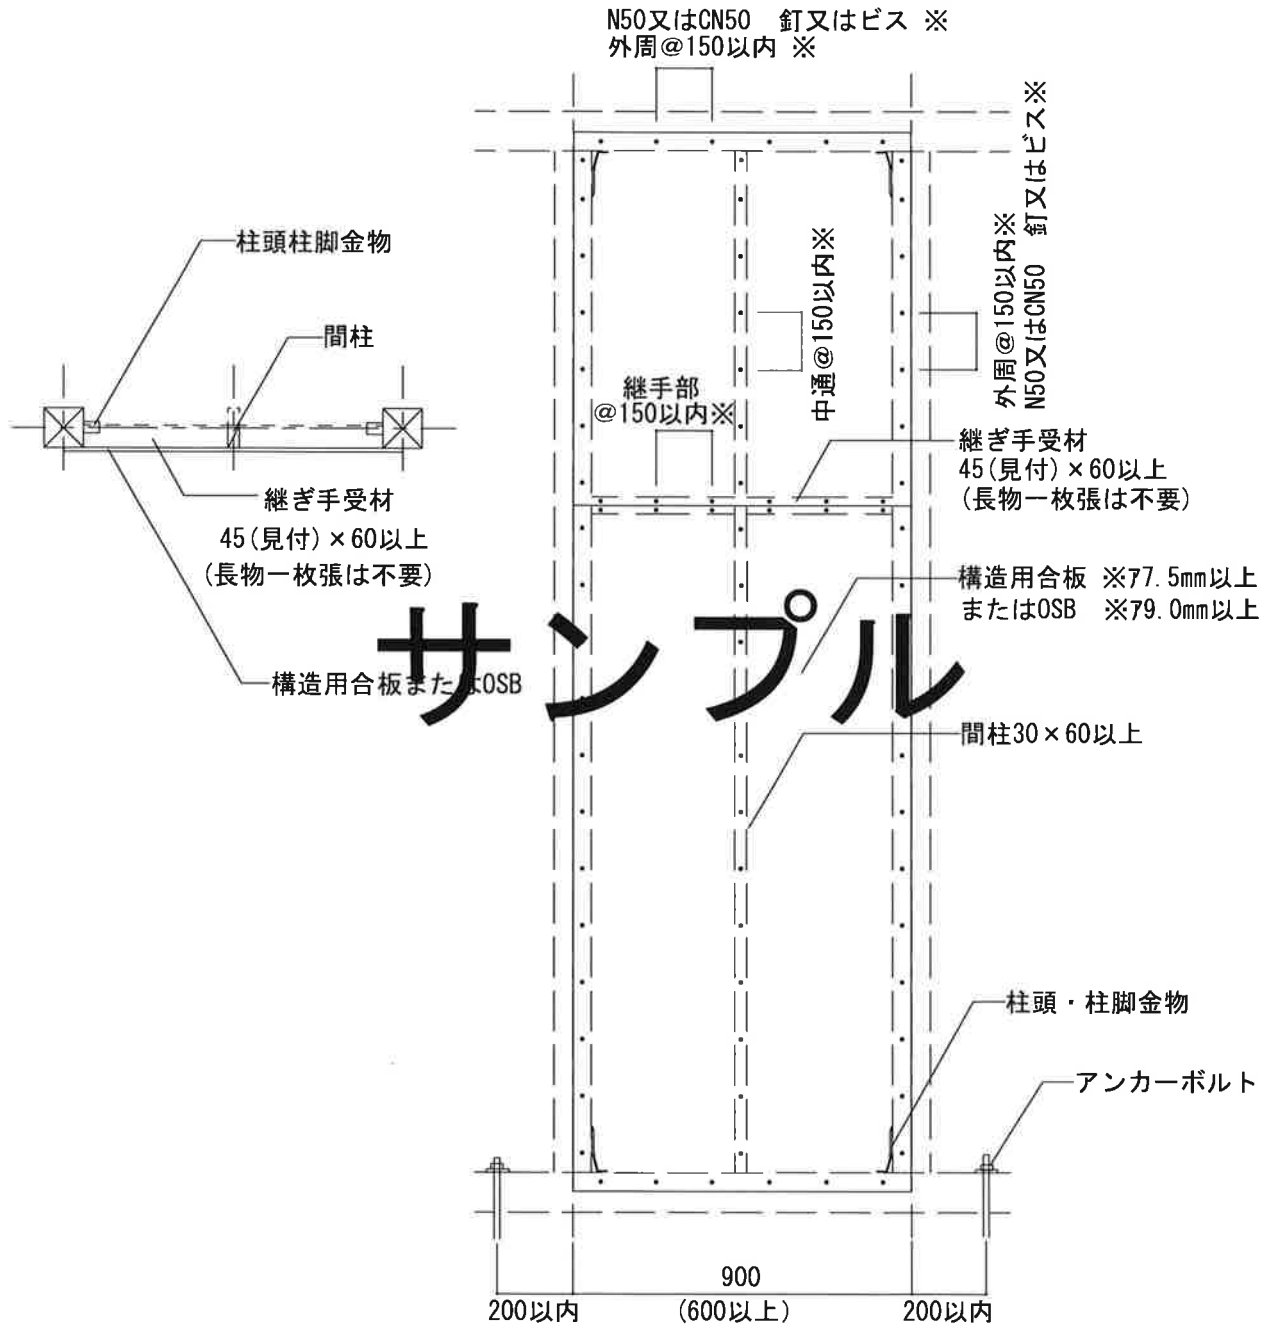 N50又はCN50　釘又はビス ※
外周@150以内 ※
外周@150以内※
N50又はCN50　釘又はビス※
中通@150以内※
柱頭柱脚金物
間柱
継手部
@150以内※
継ぎ手受材
45(見付)×60以上
(長物一枚張は不要)
継ぎ手受材
45(見付)×60以上
(長物一枚張は不要)
構造用合板 ※ｱ7.5mm以上
またはOSB　※ｱ9.0mm以上
サンプル
構造用合板またはOSB
間柱30×60以上
柱頭・柱脚金物
アンカーボルト
900
200以内
(600以上)
200以内